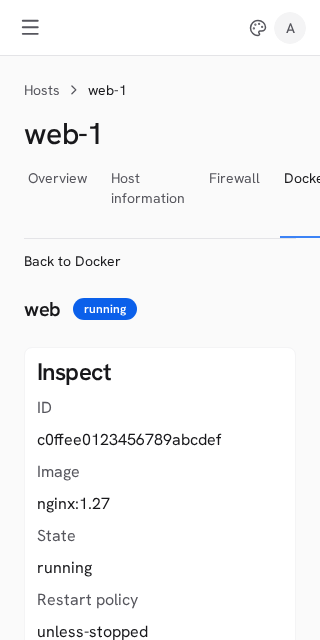 A
Hosts > web-1
web-1
Overview Host information Firewall Docke
Back to Docker
web running
Inspect
ID
c0ffee0123456789abcdef
Image
nginx:1.27
State
running
Restart policy
unless-stopped